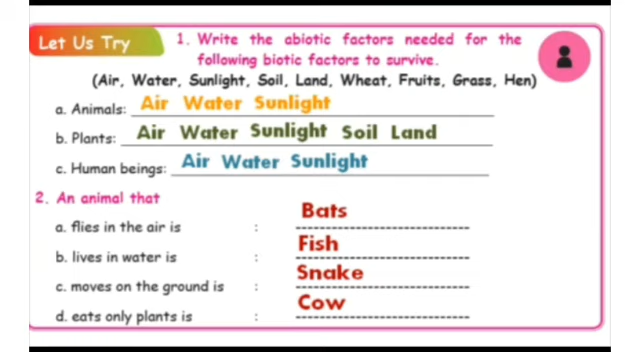 Let Us Try
1. Write the abiotic factors needed for the
following biotic factors to survive.
(Air, Water, Sunlight, Soil, Land, Wheat, Fruits, Grass, Hen)
a. Animals: Air Water Sunlight
b. Plants: Air Water Sunlight Soil Land
c. Human beings: Air Water Sunlight
2. An animal that
a. flies in the air is : Bats
b. lives in water is : Fish
c. moves on the ground is : Snake
d. eats only plants is : Cow